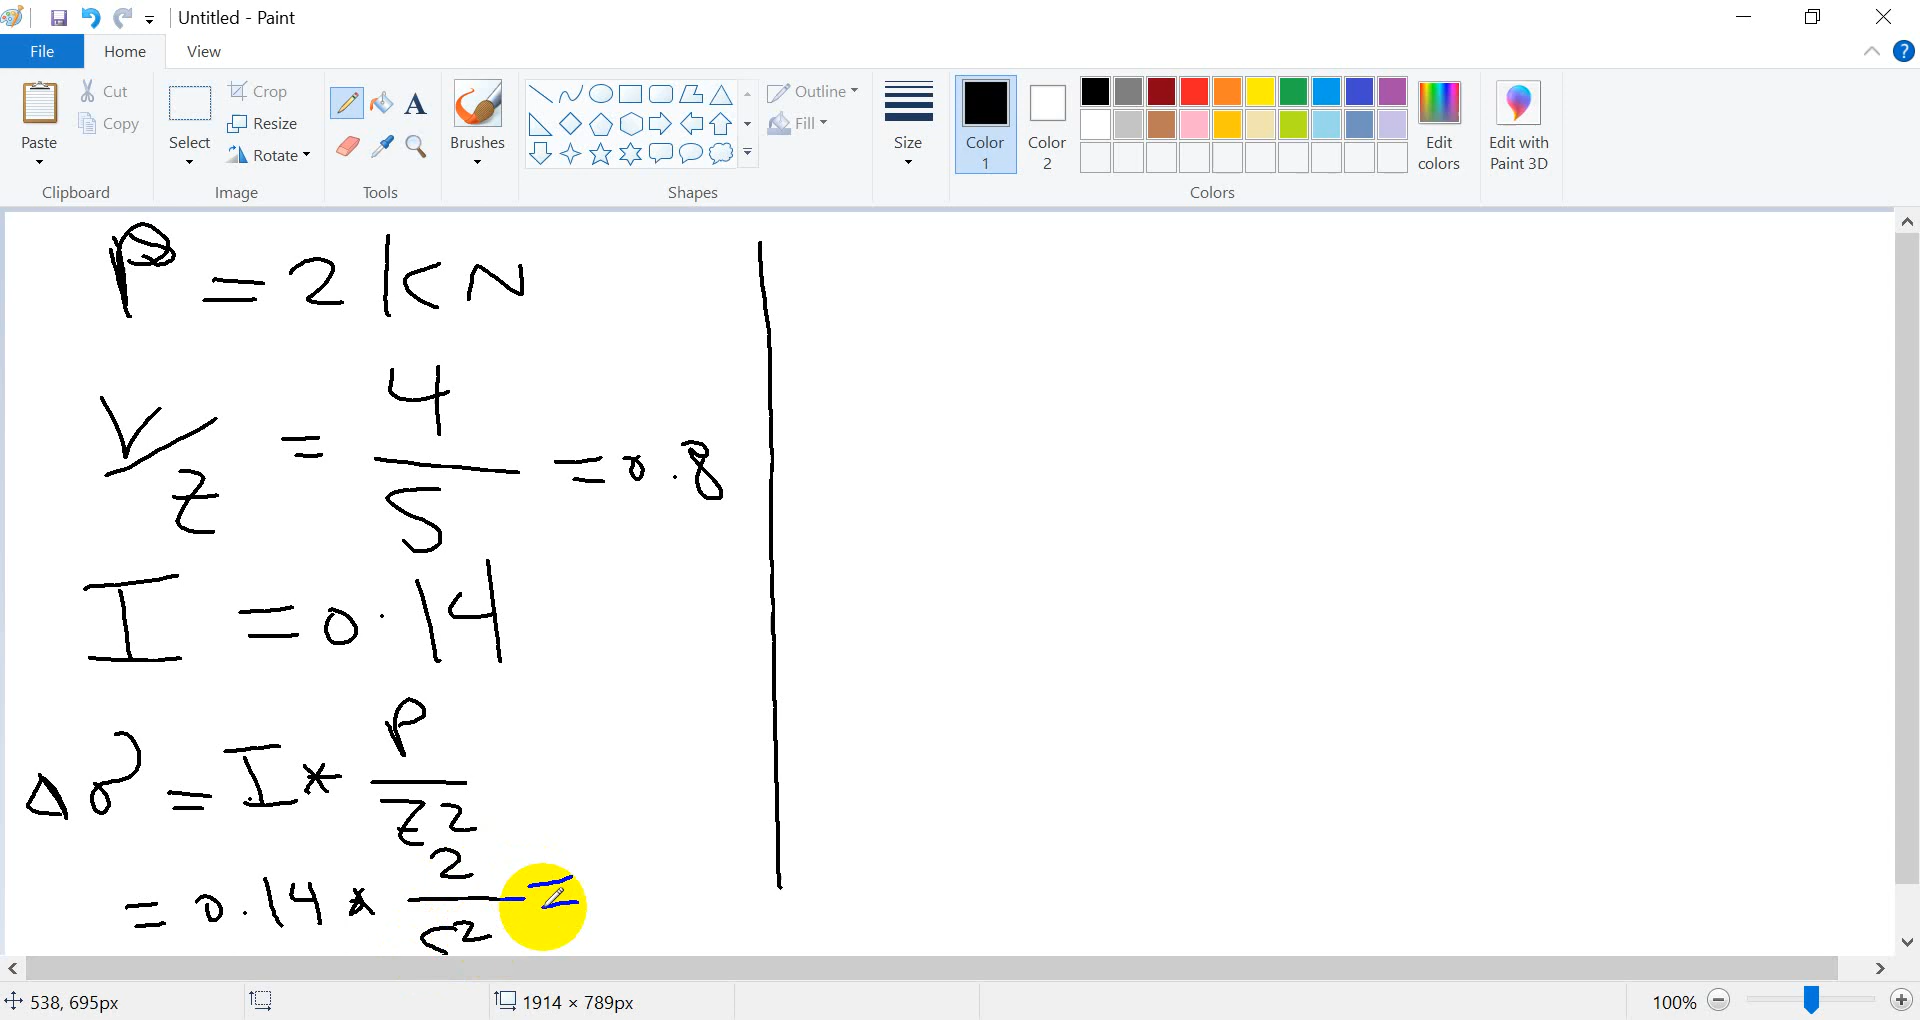 Untitled - Paint
File Home View
Paste Cut Copy Select Crop Resize Rotate Brushes Outline Fill Size Color 1 Color 2 Edit colors Edit with Paint 3D
Clipboard Image Tools Shapes Colors
P = 2 kN
V/Z = 4/5 = 0.8
I = 0.14
Δσ = I * P/Z2
= 0.14 * 2/5² =
538, 695px 1914 × 789px 100%